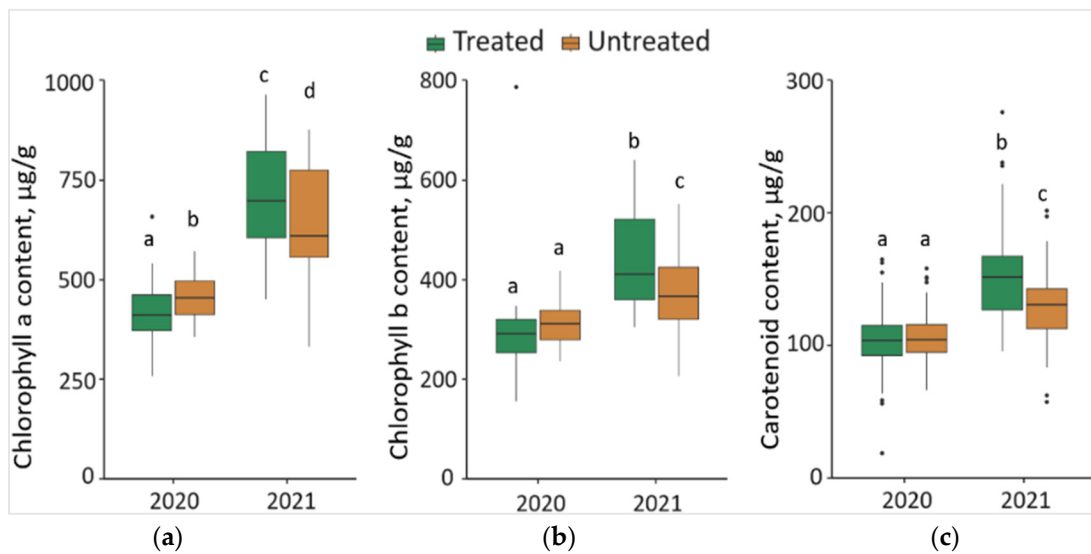 Treated Untreated
Chlorophyll a content, µg/g
1000
750
500
250
0
a
b
c
d
2020
2021
(a)
Chlorophyll b content, µg/g
800
600
400
200
0
a
a
b
c
2020
2021
(b)
Carotenoid content, µg/g
300
200
100
0
a
a
b
c
2020
2021
(c)